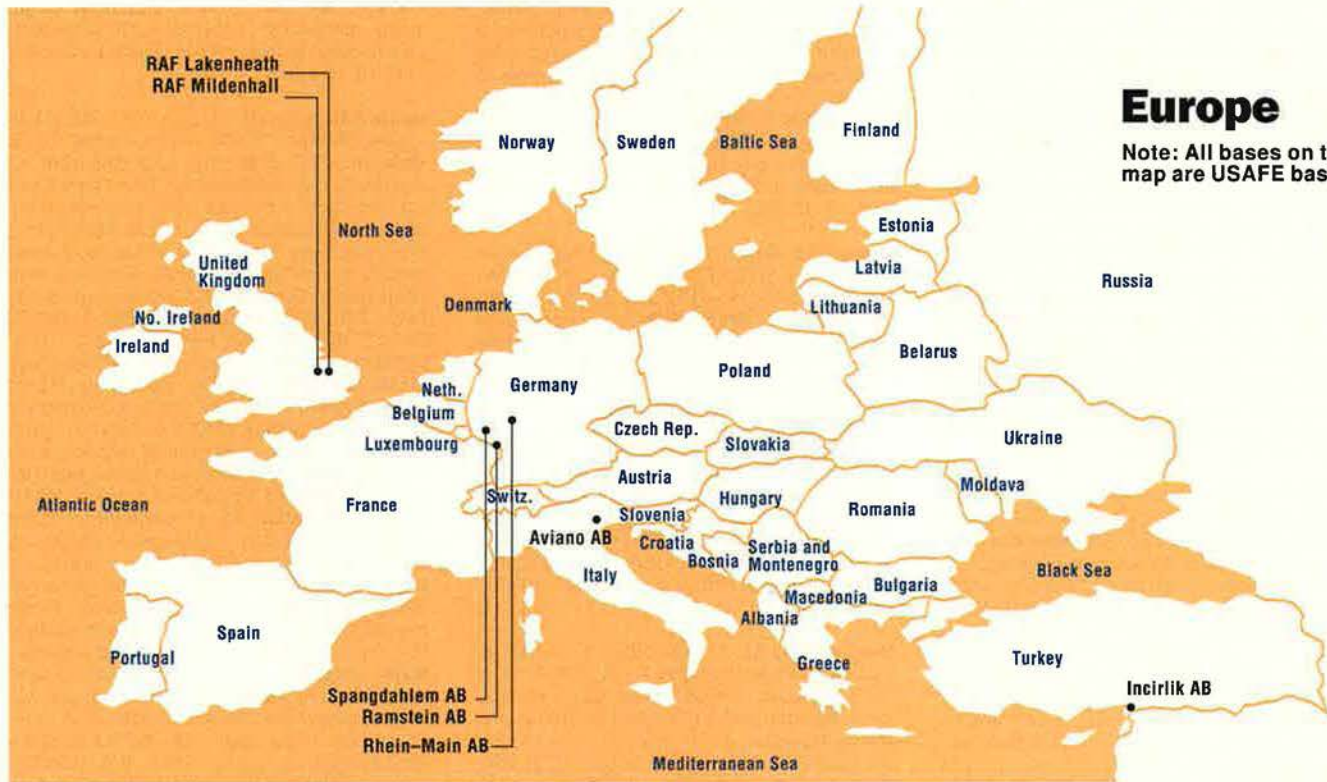 RAF Lakenheath
RAF Mildenhall
Europe
Note: All bases on t
map are USAFE bas
Norway
Sweden
Baltic Sea
Finland
North Sea
Estonia
Latvia
Lithuania
Russia
United
Kingdom
No. Ireland
Ireland
Denmark
Belarus
Neth.
Germany
Poland
Belgium
Luxembourg
Czech Rep.
Slovakia
Ukraine
Atlantic Ocean
France
Switz.
Austria
Hungary
Moldava
Romania
Slovenia
Aviano AB
Croatia
Bosnia
Serbia and
Montenegro
Italy
Black Sea
Bulgaria
Macedonia
Albania
Spain
Portugal
Greece
Turkey
Spangdahlem AB
Ramstein AB
Rhein–Main AB
Incirlik AB
Mediterranean Sea